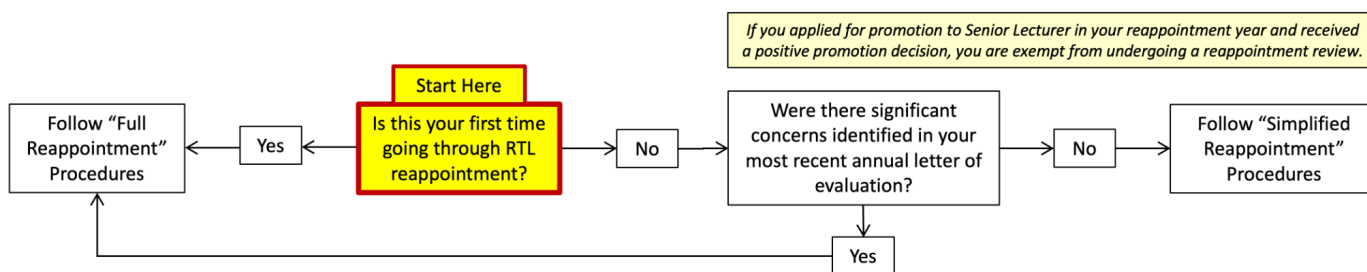 If you applied for promotion to Senior Lecturer in your reappointment year and received
a positive promotion decision, you are exempt from undergoing a reappointment review.
Start Here
Is this your first time
going through RTL
reappointment?
Yes
Follow “Full
Reappointment”
Procedures
No
Were there significant
concerns identified in your
most recent annual letter of
evaluation?
No
Follow “Simplified
Reappointment”
Procedures
Yes